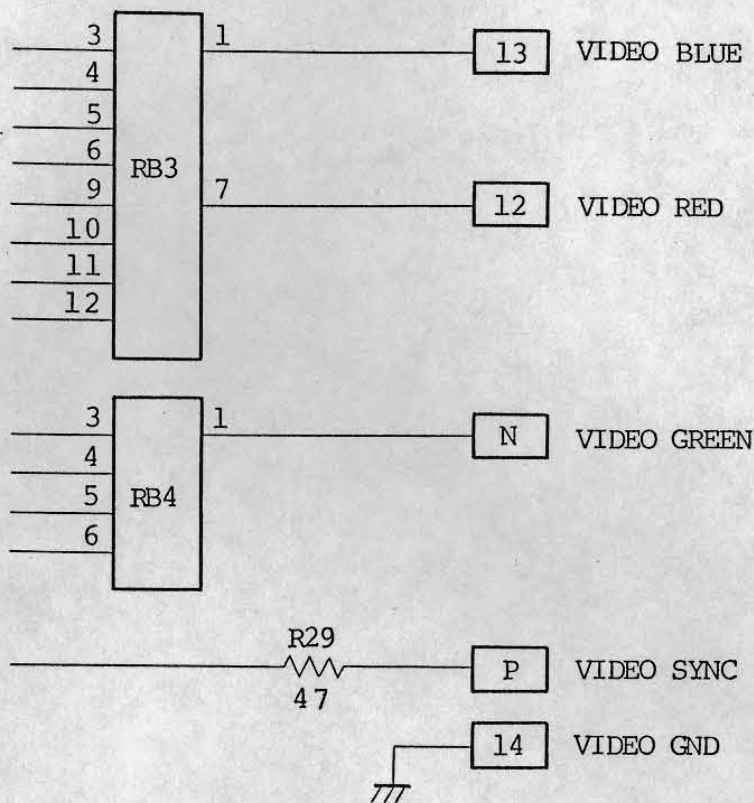 3 1 13 VIDEO BLUE
4
5
6 RB3
9 7 12 VIDEO RED
10
11
12
3 1 N VIDEO GREEN
4
5 RB4
6
R29
P VIDEO SYNC
47
14 VIDEO GND